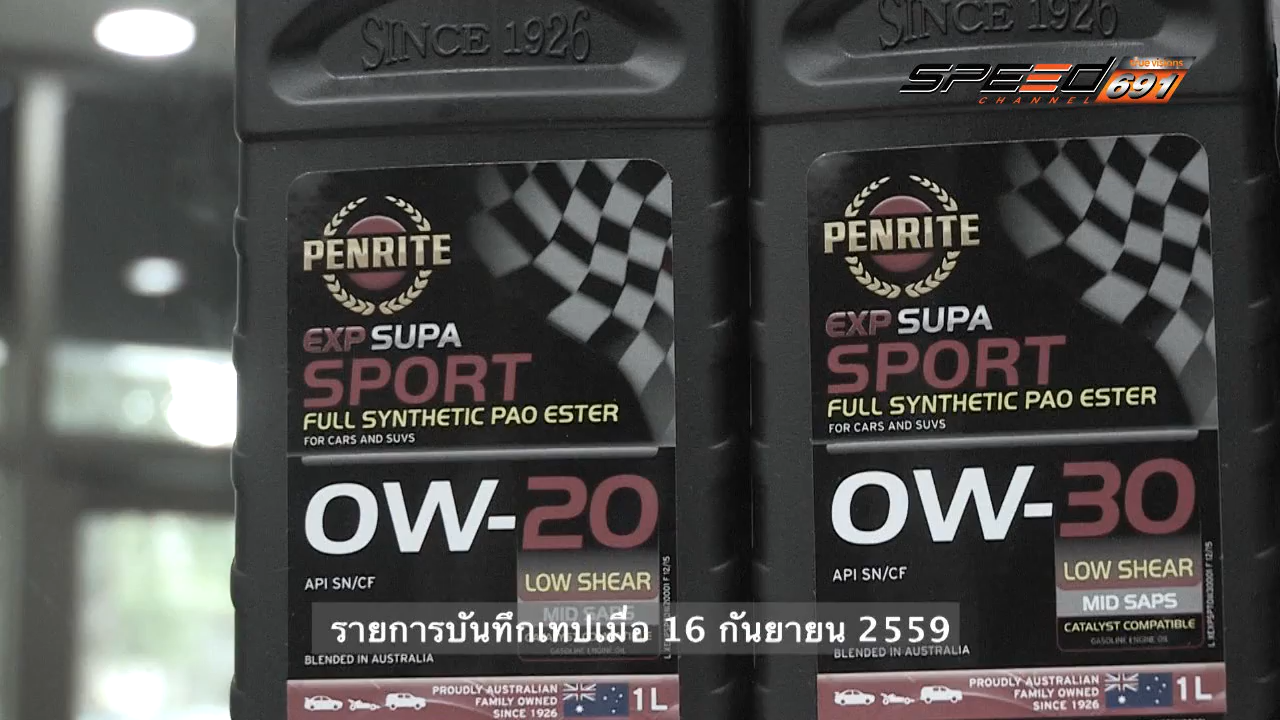 SINCE 1926
SINCE 1926
true visions
SPEED 691
CHANNEL
PENRITE
EXP SUPA
SPORT
FULL SYNTHETIC PAO ESTER
FOR CARS AND SUVS
0W-20
API SN/CF
LOW SHEAR
MID SAPS
BLENDED IN AUSTRALIA
PROUDLY AUSTRALIAN
FAMILY OWNED
SINCE 1926
1L
PENRITE
EXP SUPA
SPORT
FULL SYNTHETIC PAO ESTER
FOR CARS AND SUVS
0W-30
API SN/CF
LOW SHEAR
MID SAPS
CATALYST COMPATIBLE
GASOLINE ENGINE OIL
BLENDED IN AUSTRALIA
PROUDLY AUSTRALIAN
FAMILY OWNED
SINCE 1926
1L
รายการบันทึกเทปเมื่อ 16 กันยายน 2559